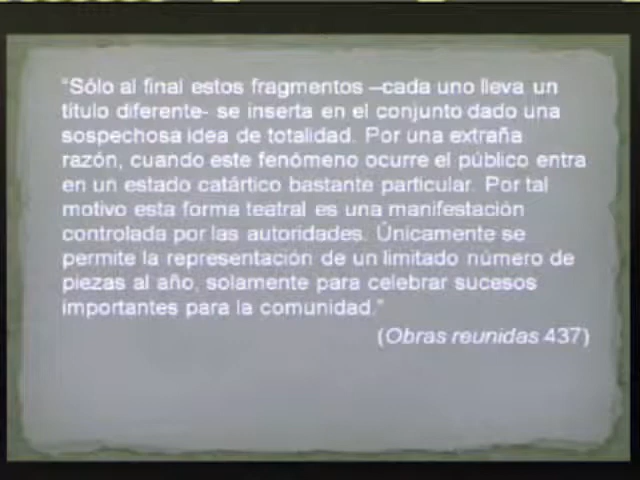 “Sólo al final estos fragmentos –cada uno lleva un
título diferente- se inserta en el conjunto dado una
sospechosa idea de totalidad. Por una extraña
razón, cuando este fenómeno ocurre el público entra
en un estado catártico bastante particular. Por tal
motivo esta forma teatral es una manifestación
controlada por las autoridades. Únicamente se
permite la representación de un limitado número de
piezas al año, solamente para celebrar sucesos
importantes para la comunidad.”
(Obras reunidas 437)